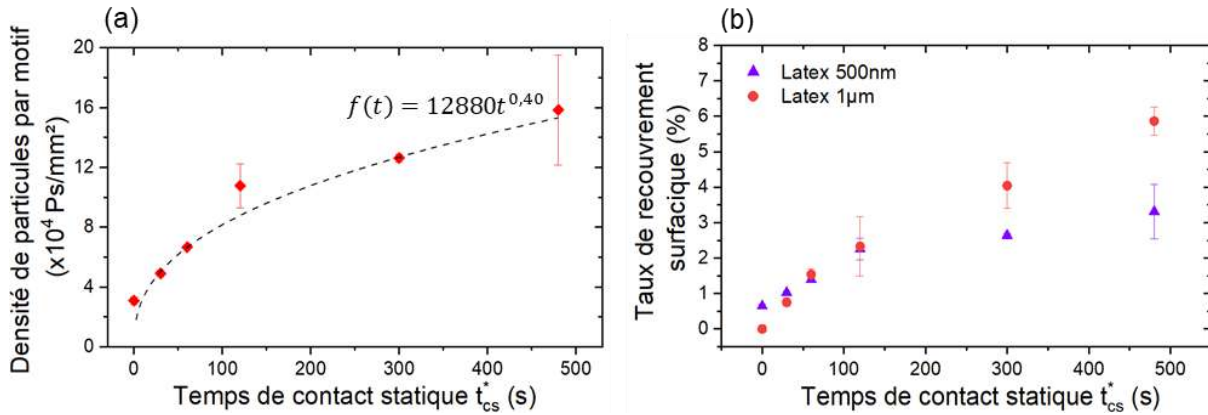 (a)
Densité de particules par motif
(x10⁴ Ps/mm²)
20
16
12
8
4
0
f(t) = 12880t^0,40
0 100 200 300 400 500
Temps de contact statique t*cs (s)
(b)
Taux de recouvrement
surfacique (%)
8
7
6
5
4
3
2
1
0
Latex 500nm
Latex 1µm
0 100 200 300 400 500
Temps de contact statique t*cs (s)